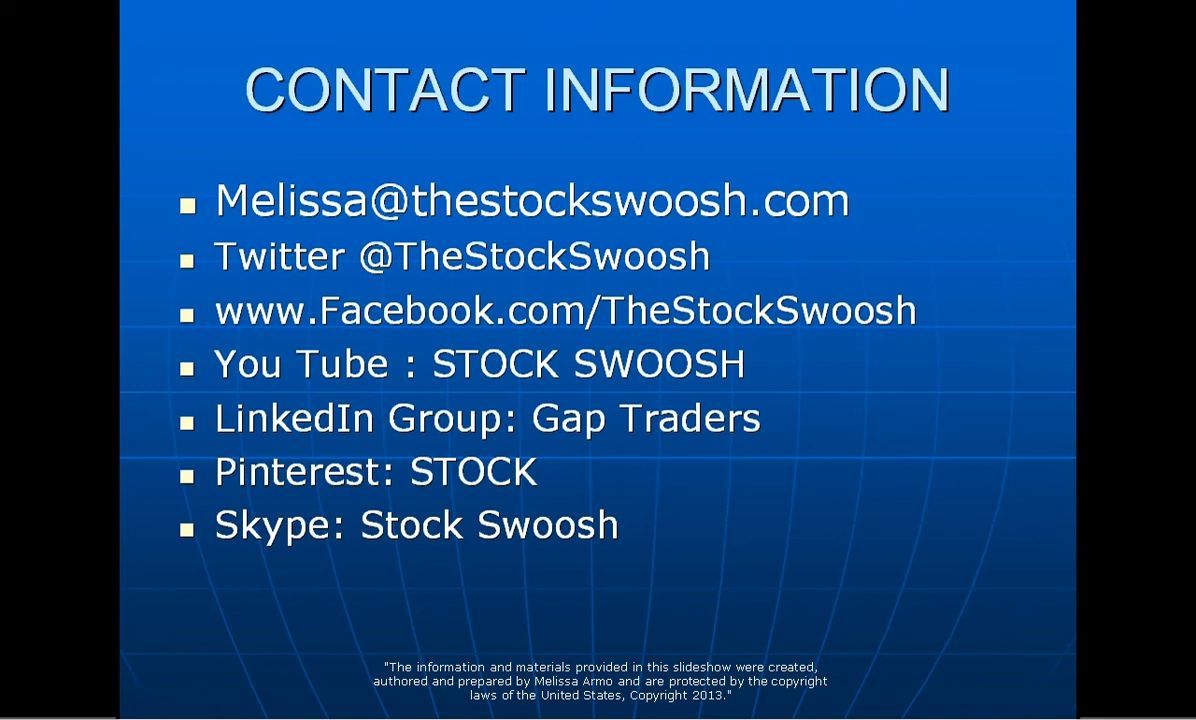 CONTACT INFORMATION
Melissa@thestockswoosh.com
Twitter @TheStockSwoosh
www.Facebook.com/TheStockSwoosh
You Tube : STOCK SWOOSH
LinkedIn Group: Gap Traders
Pinterest: STOCK
Skype: Stock Swoosh
"The information and materials provided in this slideshow were created,
authored and prepared by Melissa Armo and are protected by the copyright
laws of the United States, Copyright 2013."